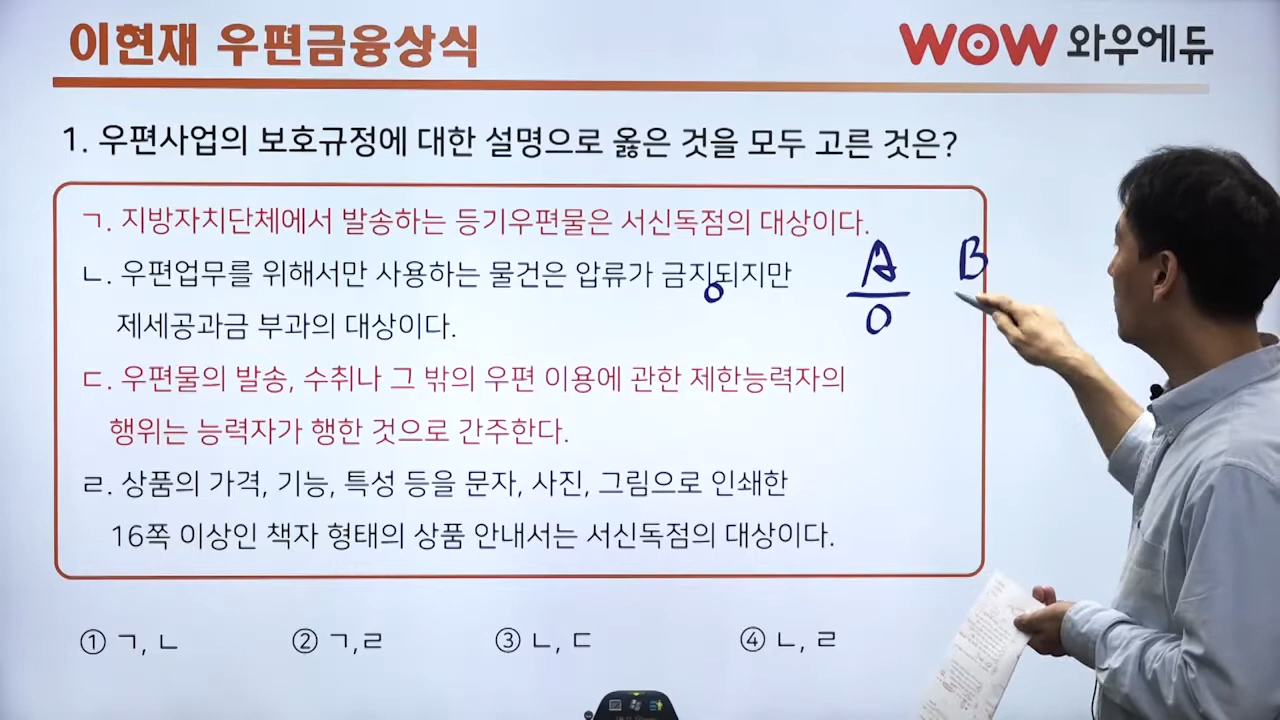 이현재 우편금융상식
WOW 와우에듀
1. 우편사업의 보호규정에 대한 설명으로 옳은 것을 모두 고른 것은?
ㄱ. 지방자치단체에서 발송하는 등기우편물은 서신독점의 대상이다.
ㄴ. 우편업무를 위해서만 사용하는 물건은 압류가 금지되지만
제세공과금 부과의 대상이다.
A B
O
ㄷ. 우편물의 발송, 수취나 그 밖의 우편 이용에 관한 제한능력자의
행위는 능력자가 행한 것으로 간주한다.
ㄹ. 상품의 가격, 기능, 특성 등을 문자, 사진, 그림으로 인쇄한
16쪽 이상인 책자 형태의 상품 안내서는 서신독점의 대상이다.
① ㄱ, ㄴ ② ㄱ,ㄹ ③ ㄴ, ㄷ ④ ㄴ, ㄹ